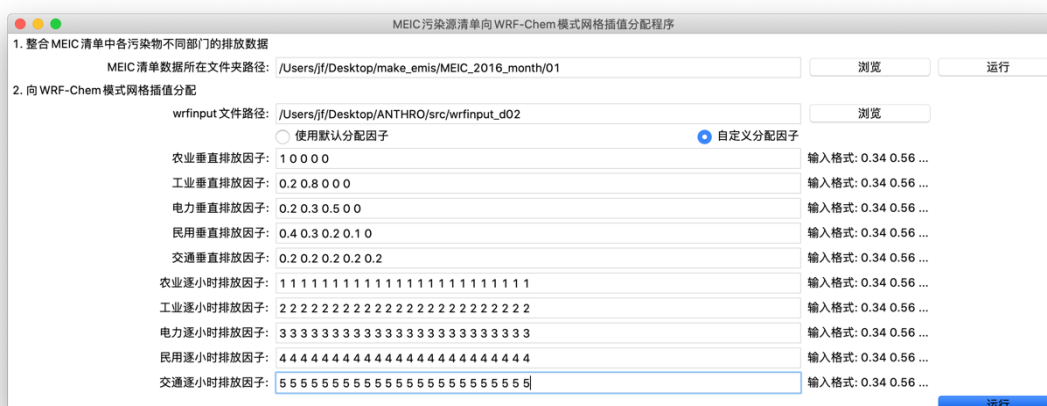 MEIC污染源清单向WRF-Chem模式网格插值分配程序
1. 整合MEIC清单中各污染物不同部门的排放数据
MEIC清单数据所在文件夹路径: /Users/jf/Desktop/make_emis/MEIC_2016_month/01 浏览 运行
2. 向WRF-Chem模式网格插值分配
wrfinput文件路径: /Users/jf/Desktop/ANTHRO/src/wrfinput_d02 浏览
使用默认分配因子 自定义分配因子
农业垂直排放因子: 1 0 0 0 0 输入格式: 0.34 0.56 ...
工业垂直排放因子: 0.2 0.8 0 0 0 输入格式: 0.34 0.56 ...
电力垂直排放因子: 0.2 0.3 0.5 0 0 输入格式: 0.34 0.56 ...
民用垂直排放因子: 0.4 0.3 0.2 0.1 0 输入格式: 0.34 0.56 ...
交通垂直排放因子: 0.2 0.2 0.2 0.2 0.2 输入格式: 0.34 0.56 ...
农业逐小时排放因子: 1 1 1 1 1 1 1 1 1 1 1 1 1 1 1 1 1 1 1 1 1 1 1 1 输入格式: 0.34 0.56 ...
工业逐小时排放因子: 2 2 2 2 2 2 2 2 2 2 2 2 2 2 2 2 2 2 2 2 2 2 2 2 输入格式: 0.34 0.56 ...
电力逐小时排放因子: 3 3 3 3 3 3 3 3 3 3 3 3 3 3 3 3 3 3 3 3 3 3 3 3 输入格式: 0.34 0.56 ...
民用逐小时排放因子: 4 4 4 4 4 4 4 4 4 4 4 4 4 4 4 4 4 4 4 4 4 4 4 4 输入格式: 0.34 0.56 ...
交通逐小时排放因子: 5 5 5 5 5 5 5 5 5 5 5 5 5 5 5 5 5 5 5 5 5 5 5 5 输入格式: 0.34 0.56 ...
运行